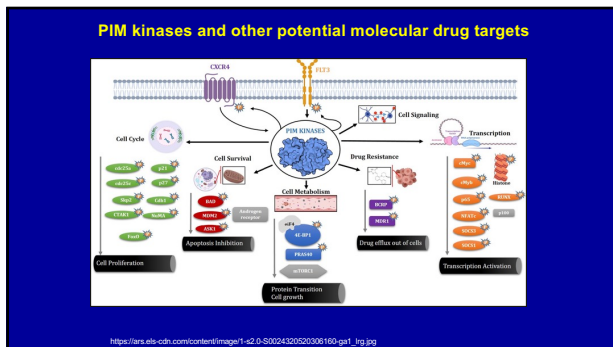 PIM kinases and other potential molecular drug targets
CXCR4
FLT3
Cell Signaling
Cell Cycle
PIM KINASES
Transcription
Cell Survival
Drug Resistance
Cell Metabolism
cdc25a
p21
cdc25c
p27
Skp2
Cdk1
CTAK1
NuMA
FoxO
Cell Proliferation
BAD
MDM2
ASK1
Androgen
receptor
Apoptosis Inhibition
eIF4
4E-BP1
PRAS40
mTORC1
Protein Transition
Cell growth
BCRP
MDR1
Drug efflux out of cells
cMyc
cMyb
p65
NFATc
SOCS3
SOCS1
Histone
RUNX
p100
Transcription Activation
https://ars.els-cdn.com/content/image/1-s2.0-S0024320520306160-ga1_lrg.jpg